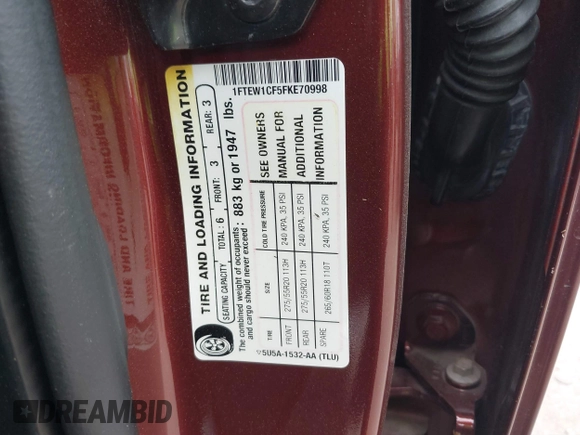 1FTEW1CF5FKE70998
TIRE AND LOADING INFORMATION
SEATING CAPACITY TOTAL: 6 FRONT: 3 REAR: 3
The combined weight of occupants : 883 kg or 1947 lbs.
and cargo should never exceed :
TIRE SIZE COLD TIRE PRESSURE
FRONT 275/55R20 113H 240 KPA, 35 PSI
REAR 275/55R20 113H 240 KPA, 35 PSI
SPARE 265/60R18 110T 240 KPA, 35 PSI
SEE OWNERS
MANUAL FOR
ADDITIONAL
INFORMATION
5U5A-1532-AA (TLU)
DREAMBID